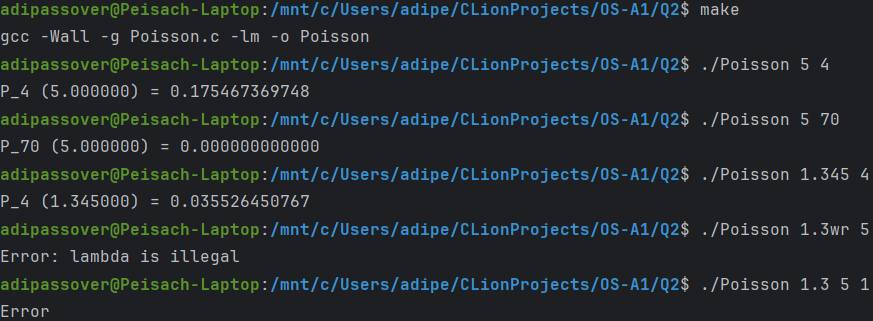 adipassover@Peisach-Laptop:/mnt/c/Users/adipe/CLionProjects/OS-A1/Q2$ make
gcc -Wall -g Poisson.c -lm -o Poisson
adipassover@Peisach-Laptop:/mnt/c/Users/adipe/CLionProjects/OS-A1/Q2$ ./Poisson 5 4
P_4 (5.000000) = 0.175467369748
adipassover@Peisach-Laptop:/mnt/c/Users/adipe/CLionProjects/OS-A1/Q2$ ./Poisson 5 70
P_70 (5.000000) = 0.000000000000
adipassover@Peisach-Laptop:/mnt/c/Users/adipe/CLionProjects/OS-A1/Q2$ ./Poisson 1.345 4
P_4 (1.345000) = 0.035526450767
adipassover@Peisach-Laptop:/mnt/c/Users/adipe/CLionProjects/OS-A1/Q2$ ./Poisson 1.3wr 5
Error: lambda is illegal
adipassover@Peisach-Laptop:/mnt/c/Users/adipe/CLionProjects/OS-A1/Q2$ ./Poisson 1.3 5 1
Error